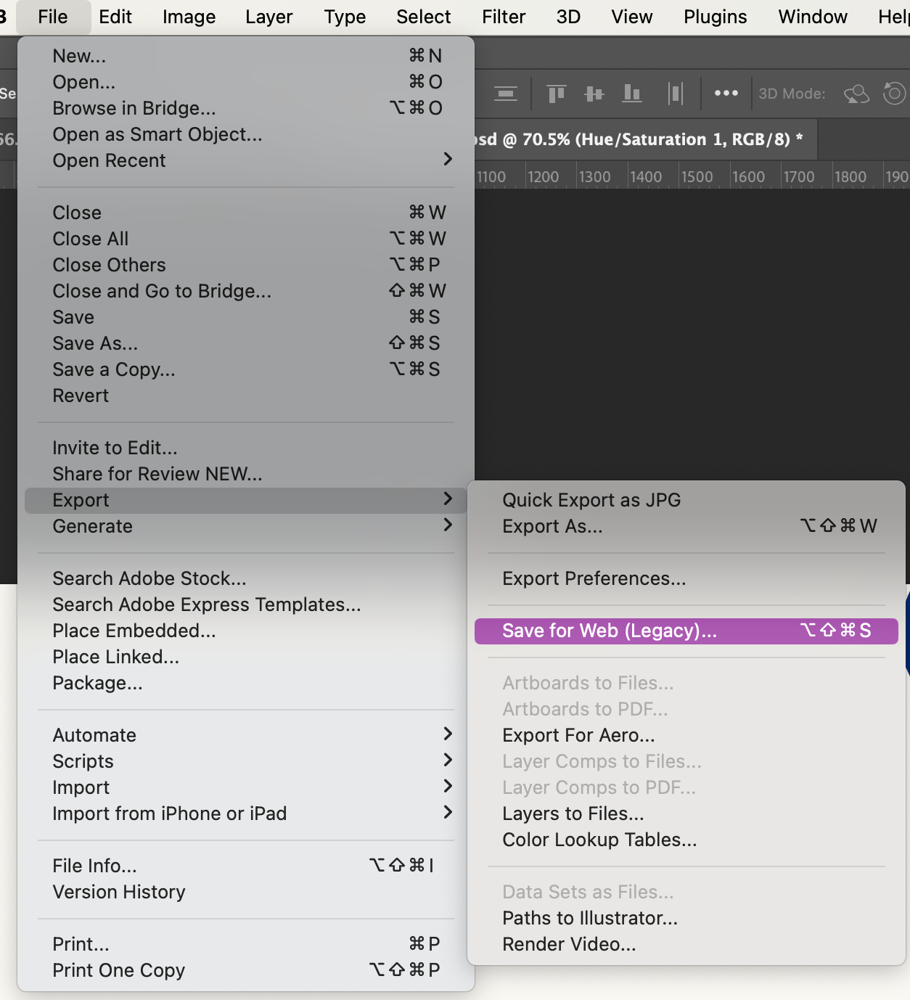 File Edit Image Layer Type Select Filter 3D View Plugins Window
New... ⌘N
Open... ⌘O
Browse in Bridge... ⌥⌘O
Open as Smart Object...
Open Recent
3D Mode:
@ 70.5% (Hue/Saturation 1, RGB/8) *
1100 1200 1300 1400 1500 1600 1700 1800
Close ⌘W
Close All ⌥⌘W
Close Others ⌥⌘P
Close and Go to Bridge... ⇧⌘W
Save ⌘S
Save As... ⇧⌘S
Save a Copy... ⌥⌘S
Revert
Invite to Edit...
Share for Review NEW...
Export
Generate
Search Adobe Stock...
Search Adobe Express Templates...
Place Embedded...
Place Linked...
Package...
Automate
Scripts
Import
Import from iPhone or iPad
File Info... ⌥⇧⌘I
Version History
Print... ⌘P
Print One Copy ⌥⇧⌘P
Quick Export as JPG
Export As... ⌥⇧⌘W
Export Preferences...
Save for Web (Legacy)... ⌥⇧⌘S
Artboards to Files...
Artboards to PDF...
Export For Aero...
Layer Comps to Files...
Layer Comps to PDF...
Layers to Files...
Color Lookup Tables...
Data Sets as Files...
Paths to Illustrator...
Render Video...